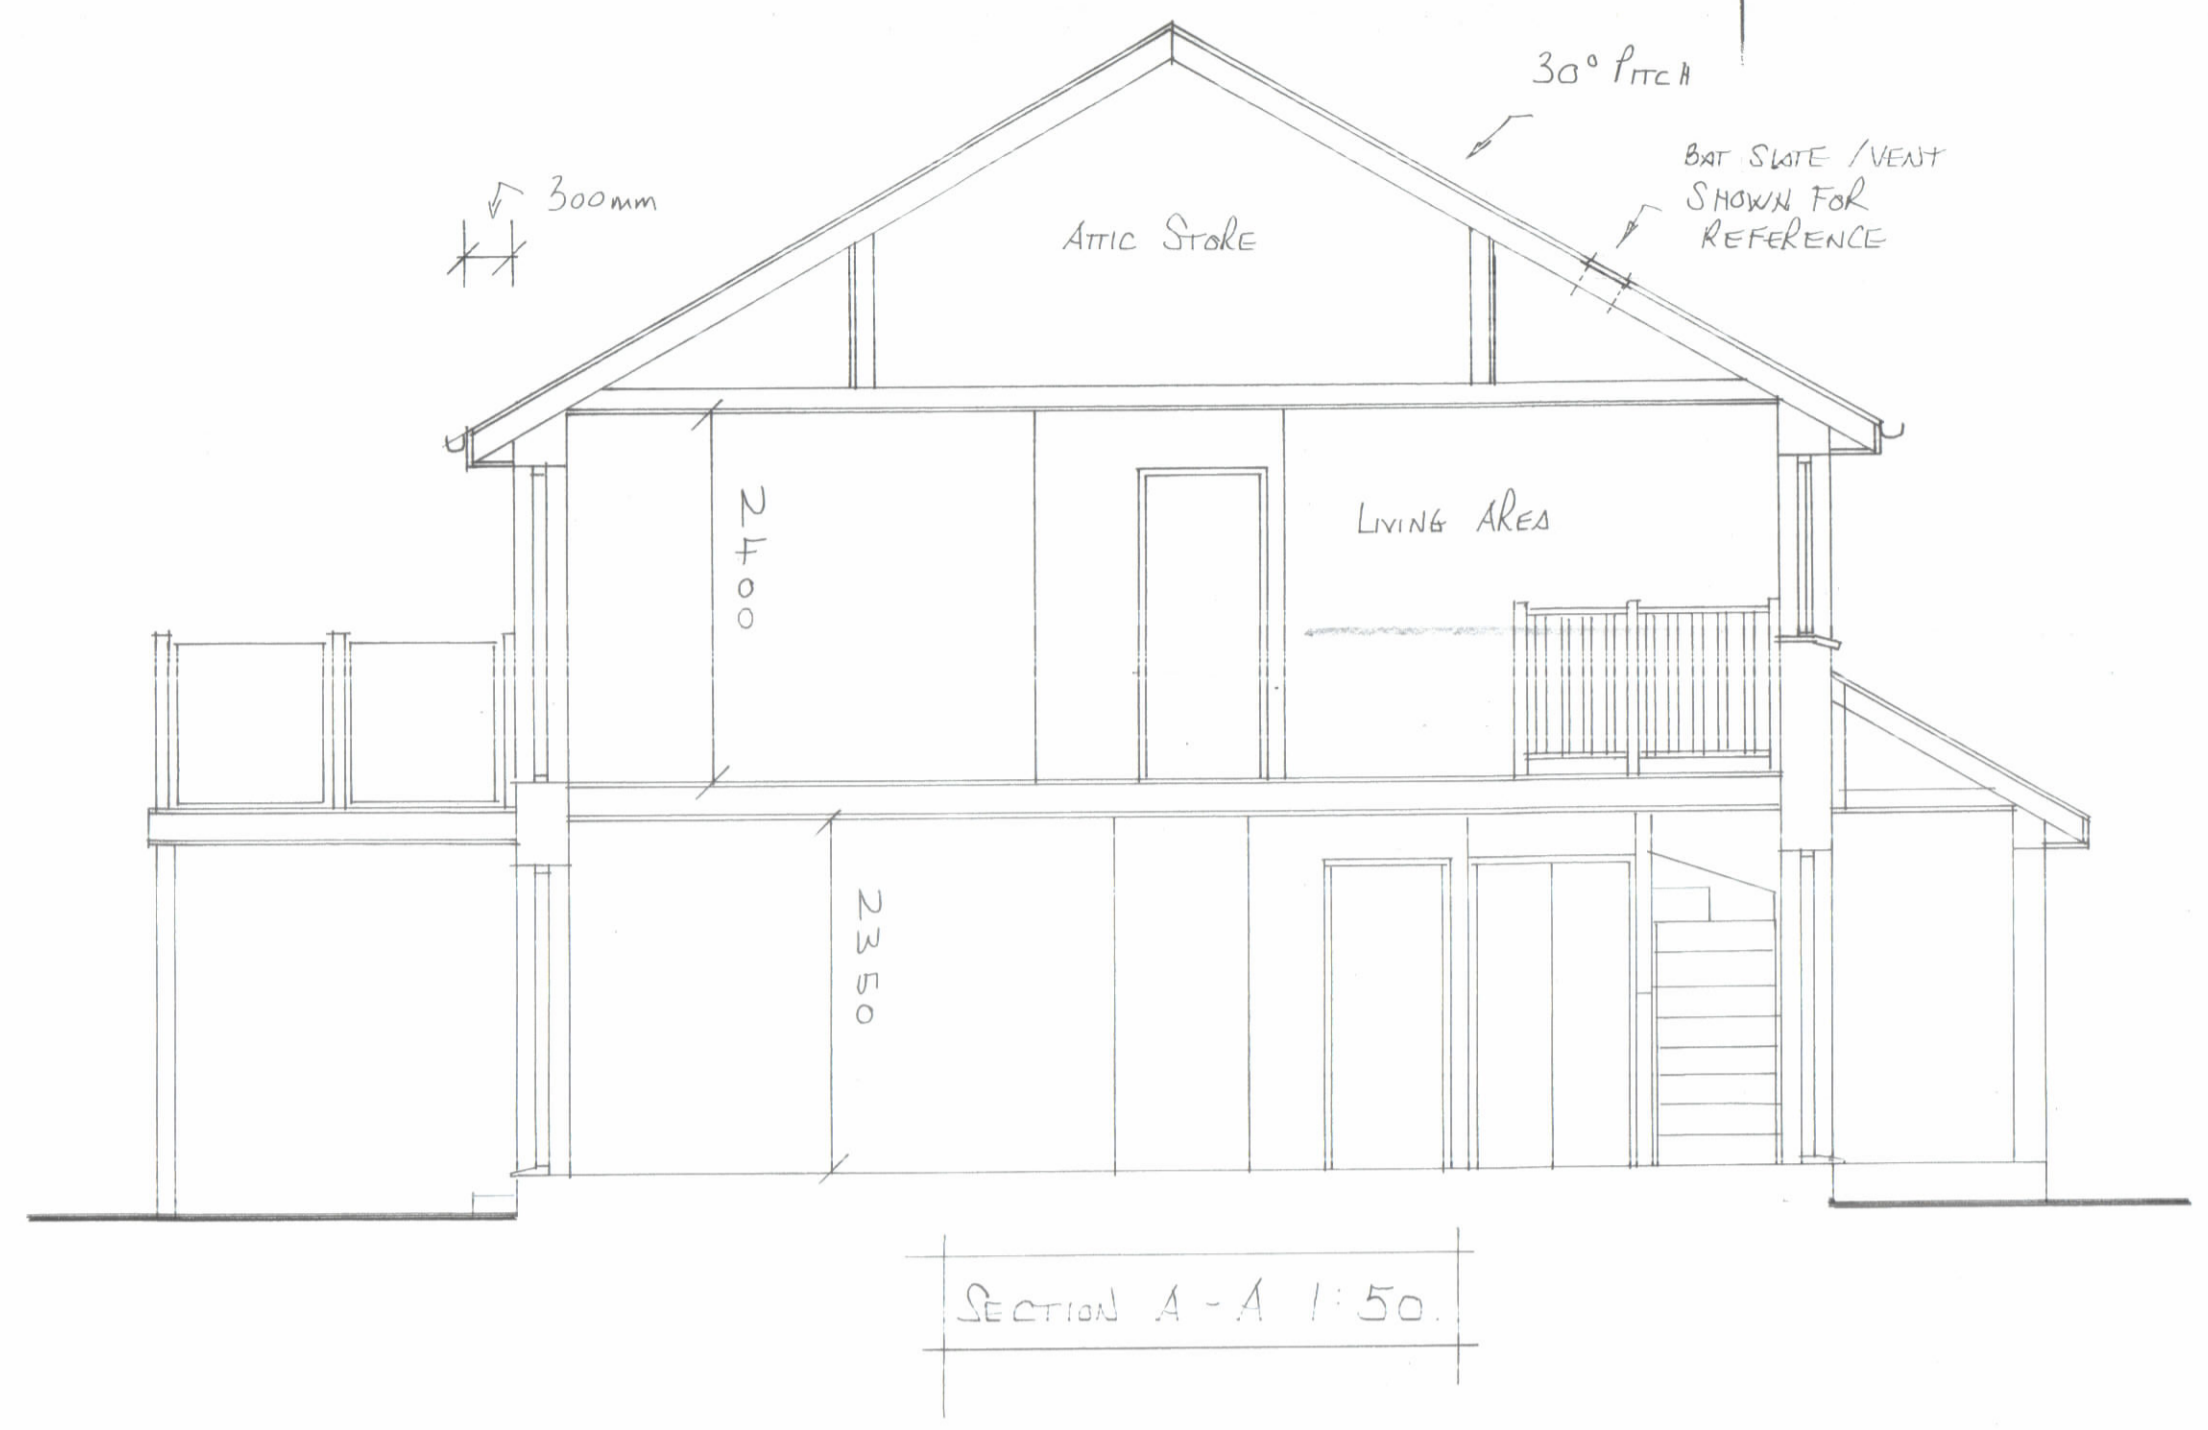 30° PITCH
BAT SLATE / VENT
SHOWN FOR
REFERENCE
300mm
ATTIC STORE
2400
LIVING AREA
2350
SECTION A-A 1:50.